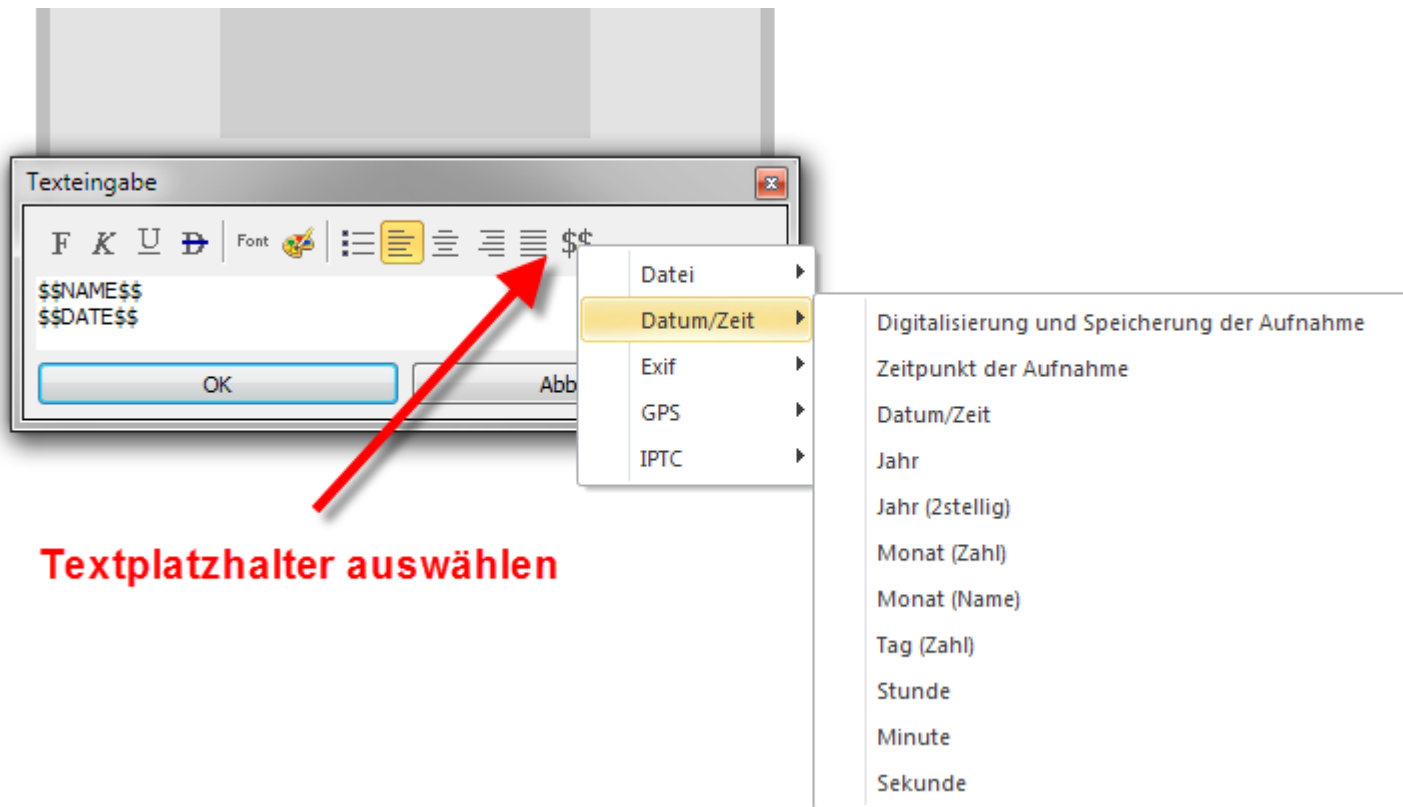 Texteingabe
F K U D Font $$
$$NAME$$
$$DATE$$
OK Abb
Datei
Datum/Zeit
Exif
GPS
IPTC
Digitalisierung und Speicherung der Aufnahme
Zeitpunkt der Aufnahme
Datum/Zeit
Jahr
Jahr (2stellig)
Monat (Zahl)
Monat (Name)
Tag (Zahl)
Stunde
Minute
Sekunde
Textplatzhalter auswählen